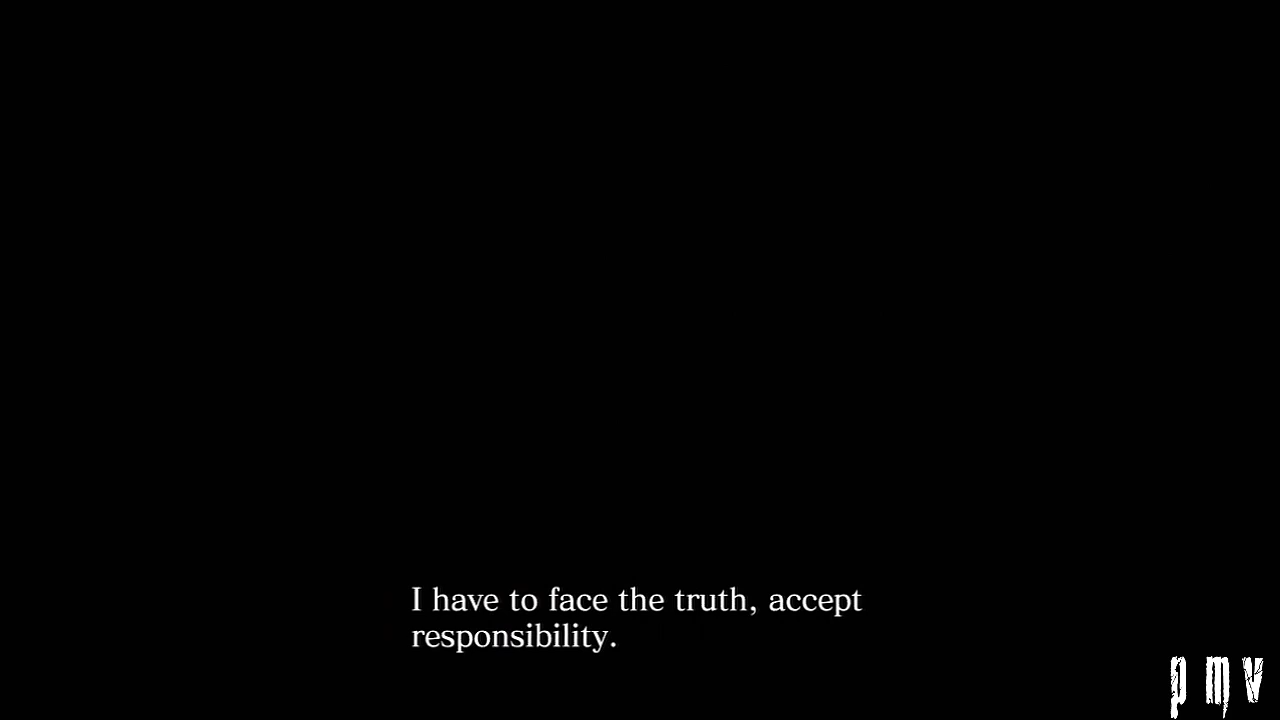 I have to face the truth, accept
responsibility.
pmv